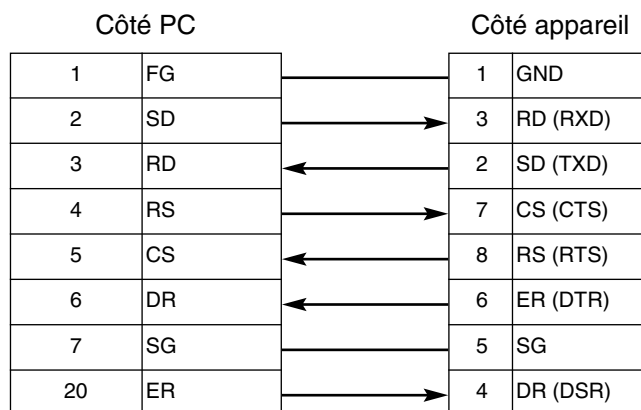 Côté PC Côté appareil
1 FG 1 GND
2 SD 3 RD (RXD)
3 RD 2 SD (TXD)
4 RS 7 CS (CTS)
5 CS 8 RS (RTS)
6 DR 6 ER (DTR)
7 SG 5 SG
20 ER 4 DR (DSR)